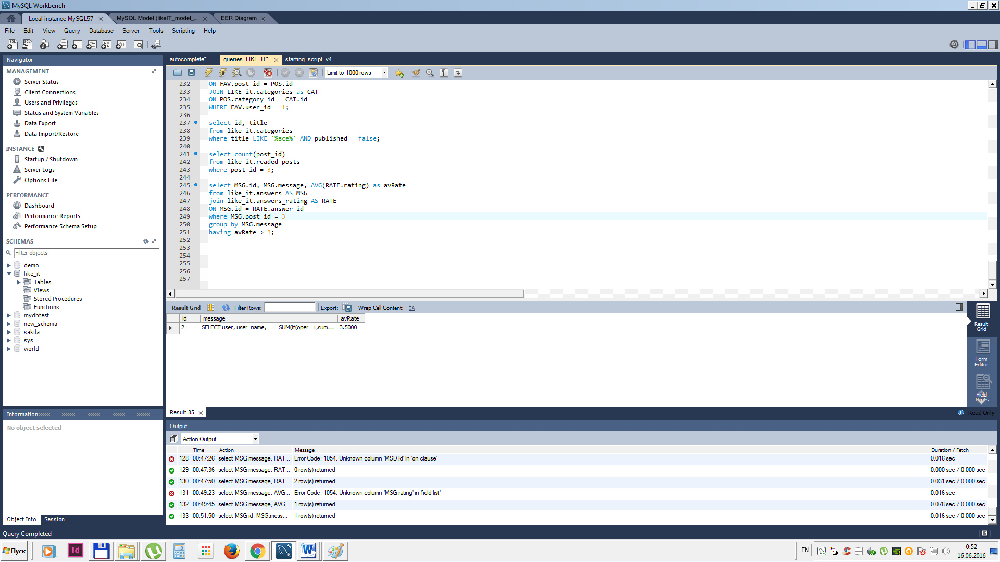 MySQL Workbench
Local instance MySQL57
MySQL Model (likeIT_model_...
EER Diagram
File Edit View Query Database Server Tools Scripting Help
Navigator
MANAGEMENT
Server Status
Client Connections
Users and Privileges
Status and System Variables
Data Export
Data Import/Restore
INSTANCE
Startup / Shutdown
Server Logs
Options File
PERFORMANCE
Dashboard
Performance Reports
Performance Schema Setup
SCHEMAS
Filter objects
demo
like_it
Tables
Views
Stored Procedures
Functions
mydbtest
new_schema
sakila
sys
world
Information
No object selected
Object Info Session
autocomplete* queries_LIKE_IT* starting_script_v4
Limit to 1000 rows
232 ON FAV.post_id = POS.id
233 JOIN LIKE_it.categories as CAT
234 ON POS.category_id = CAT.id
235 WHERE FAV.user_id = 1;
236
237 select id, title
238 from like_it.categories
239 where title LIKE '%все%' AND published = false;
240
241 select count(post_id)
242 from like_it.readed_posts
243 where post_id = 3;
244
245 select MSG.id, MSG.message, AVG(RATE.rating) as avRate
246 from like_it.answers AS MSG
247 join like_it.answers_rating AS RATE
248 ON MSG.id = RATE.answer_id
249 where MSG.post_id = 3
250 group by MSG.message
251 having avRate > 3;
252
253
254
255
256
257
Result Grid Filter Rows: Export: Wrap Cell Content:
id message avRate
2 SELECT user, user_name, SUM(if(oper=1,sum... 3.5000
Result Grid
Form Editor
Field Types
Result 85
Read Only
Output
Action Output
Time Action Message Duration / Fetch
128 00:47:26 select MSG.message, RAT... Error Code: 1054. Unknown column 'MSD.id' in 'on clause' 0.016 sec
129 00:47:36 select MSG.message, RAT... 0 row(s) returned 0.000 sec / 0.000 sec
130 00:47:50 select MSG.message, RAT... 2 row(s) returned 0.031 sec / 0.000 sec
131 00:49:23 select MSG.message, AVG... Error Code: 1054. Unknown column 'MSG.rating' in 'field list' 0.016 sec
132 00:49:45 select MSG.message, AVG... 1 row(s) returned 0.078 sec / 0.000 sec
133 00:51:50 select MSG.id, MSG.mess... 1 row(s) returned 0.016 sec / 0.000 sec
Query Completed
Пуск
Id
EN
0:52
16.06.2016